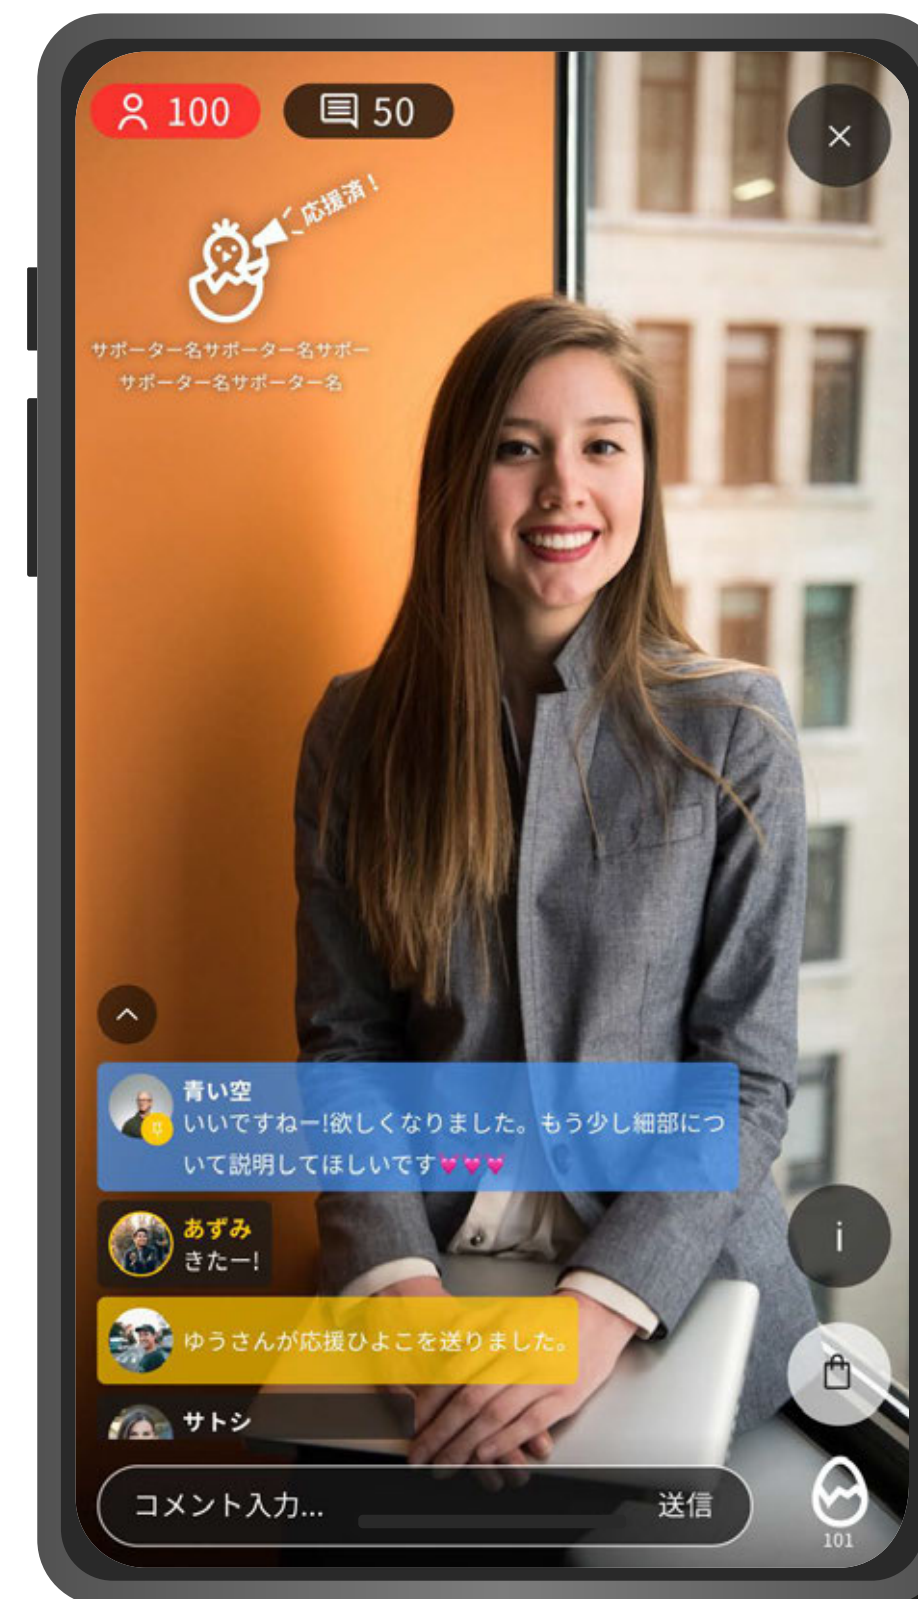 100
50
応援済！
サポーター名サポーター名サポー
サポーター名サポーター名
青い空
いいですねー!欲しくなりました。もう少し細部につ
いて説明してほしいです💓💓💓
あずみ
きたー!
ゆうさんが応援ひよこを送りました。
サトシ
i
コメント入力...
送信
101